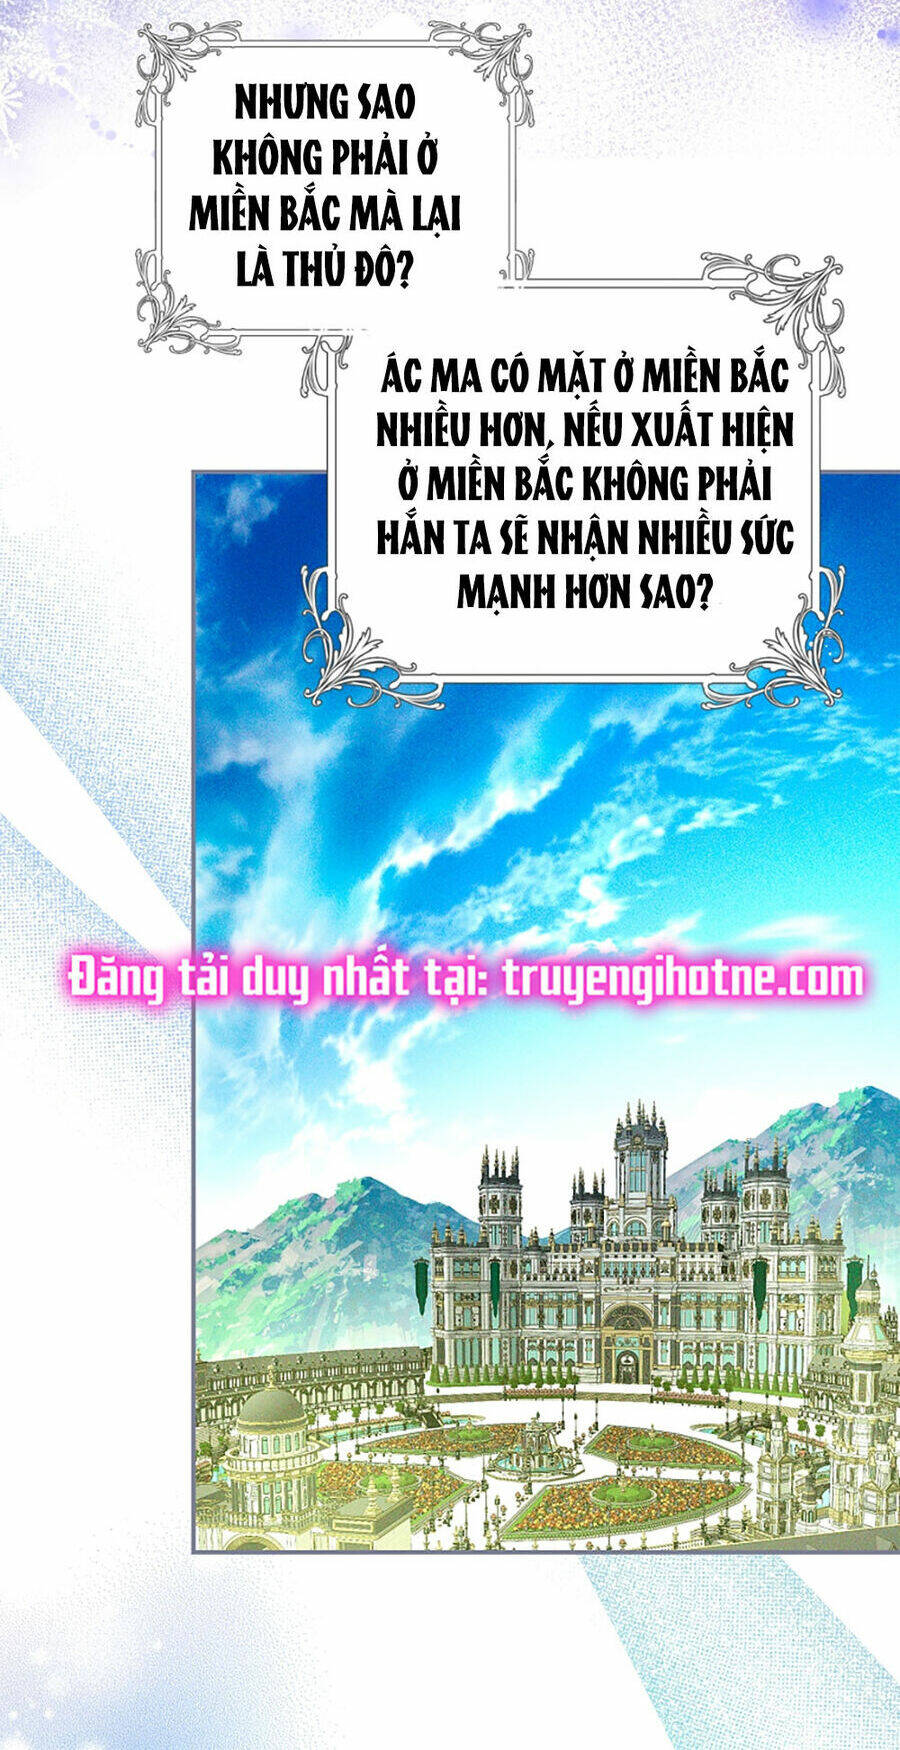 NHƯNG SAO
KHÔNG PHẢI Ở
MIỀN BẮC MÀ LẠI
LÀ THỦ ĐÔ?
ÁC MA CÓ MẶT Ở MIỀN BẮC
NHIỀU HƠN, NẾU XUẤT HIỆN
Ở MIỀN BẮC KHÔNG PHẢI
HẮN TA SẼ NHẬN NHIỀU SỨC
MẠNH HƠN SAO?
Đăng tải duy nhất tại: truyengihotne.com